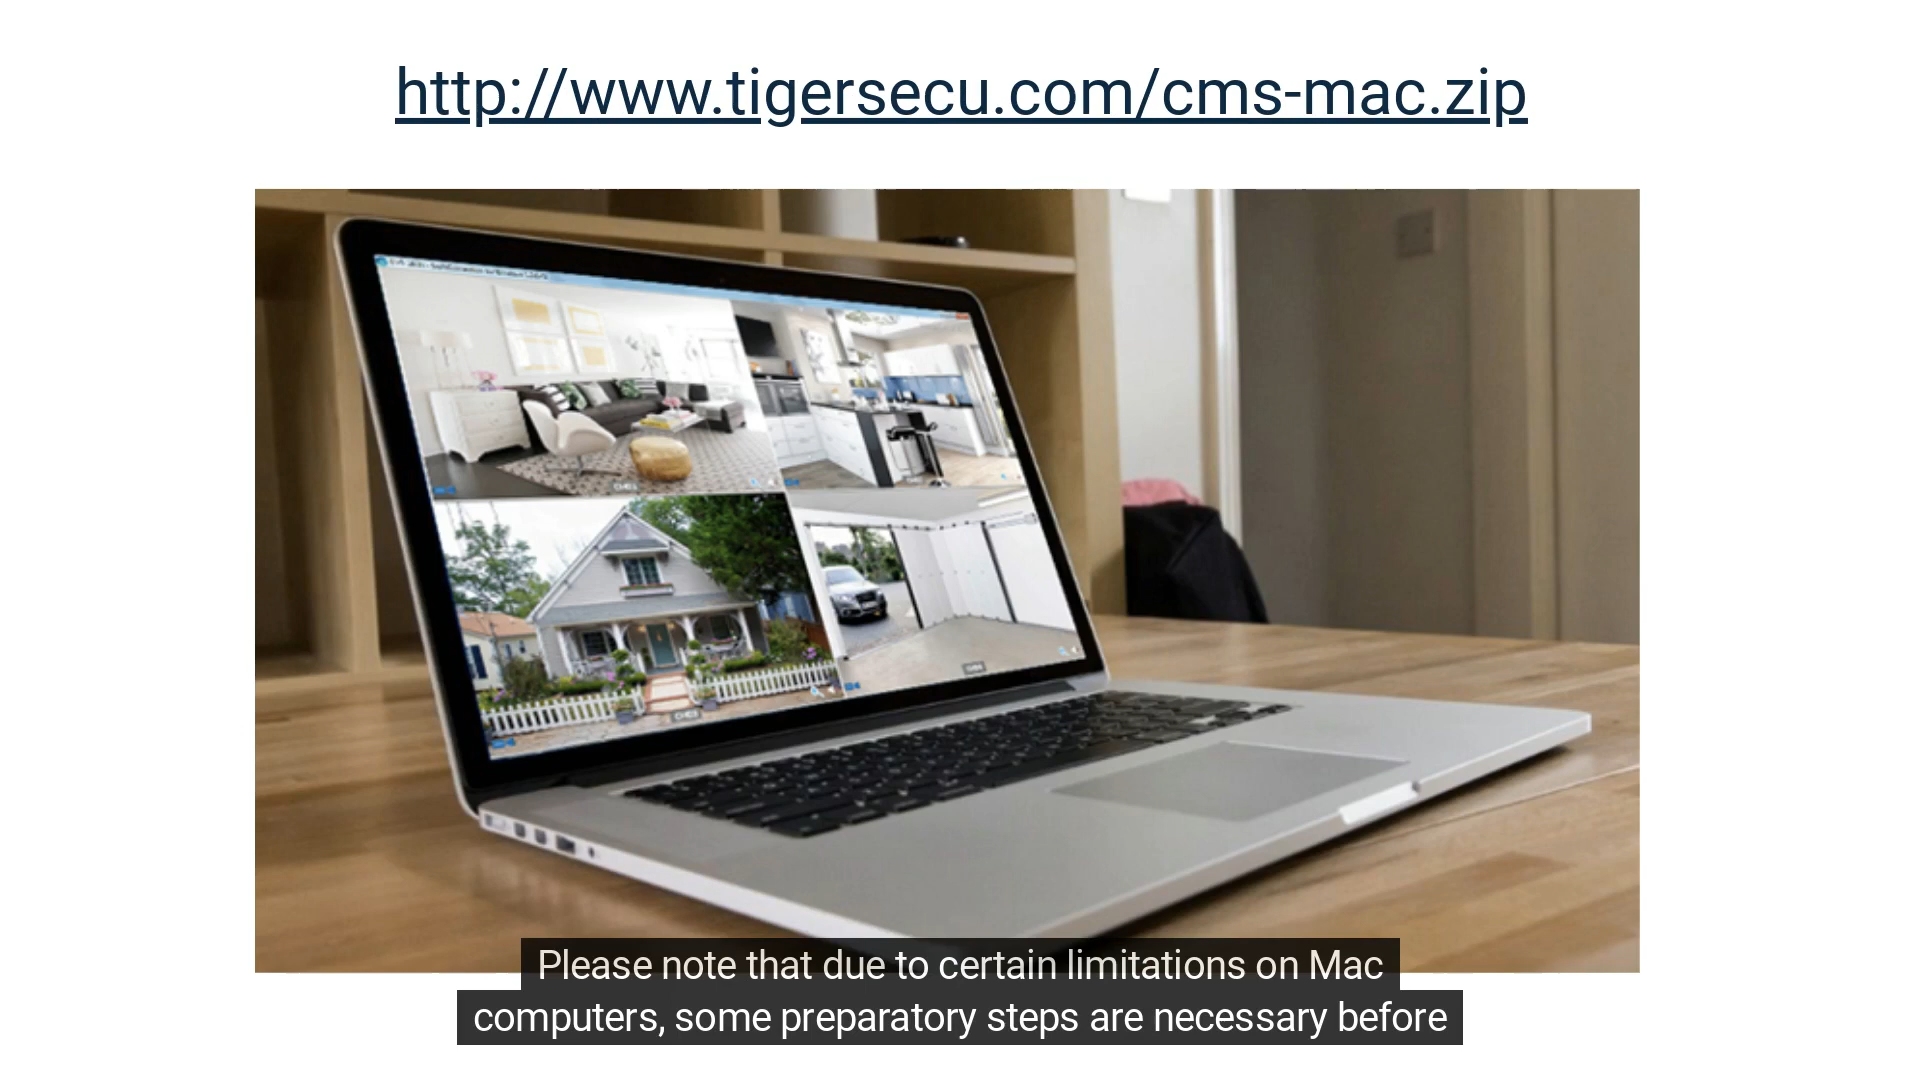 http://www.tigersecu.com/cms-mac.zip
Please note that due to certain limitations on Mac
computers, some preparatory steps are necessary before